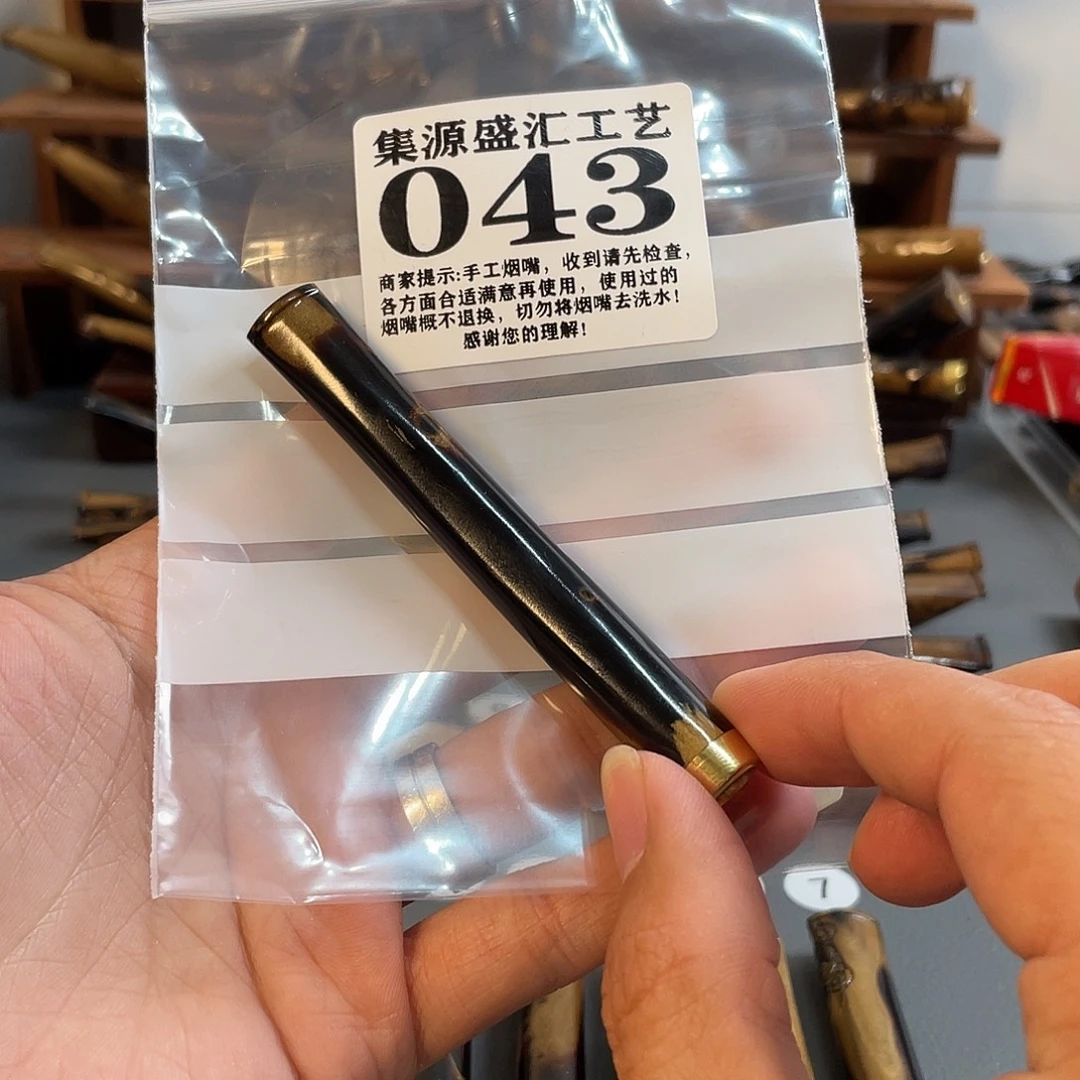 集源盛汇工艺
043
商家提示:手工烟嘴，收到请先检查，
各方面合适满意再使用，使用过的
烟嘴概不退换，切勿将烟嘴去洗水！
感谢您的理解！
7